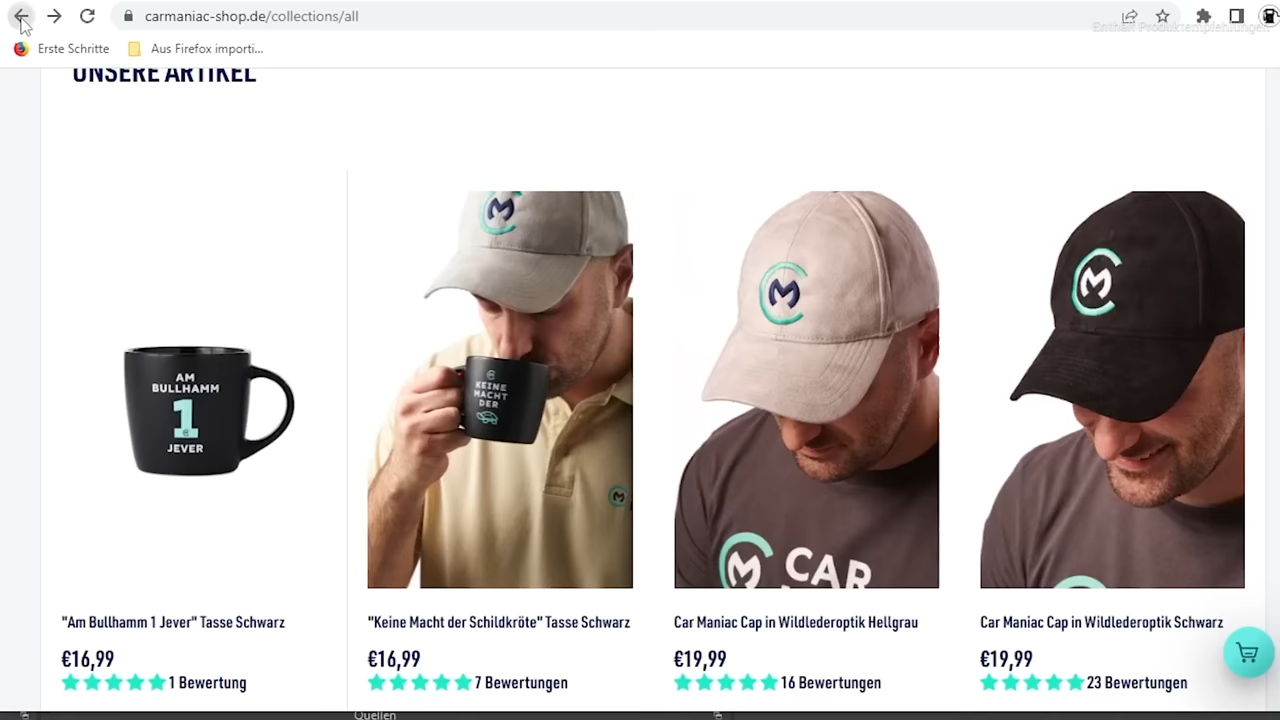 carmaniac-shop.de/collections/all
Enthält Produktempfehlungen
Erste Schritte
Aus Firefox importi...
UNSERE ARTIKEL
AM
BULLHAMM
1
JEVER
KEINE
MACHT
DER
CAR
"Am Bullhamm 1 Jever" Tasse Schwarz
€16,99
1 Bewertung
"Keine Macht der Schildkröte" Tasse Schwarz
€16,99
7 Bewertungen
Car Maniac Cap in Wildlederoptik Hellgrau
€19,99
16 Bewertungen
Car Maniac Cap in Wildlederoptik Schwarz
€19,99
23 Bewertungen
Quellen